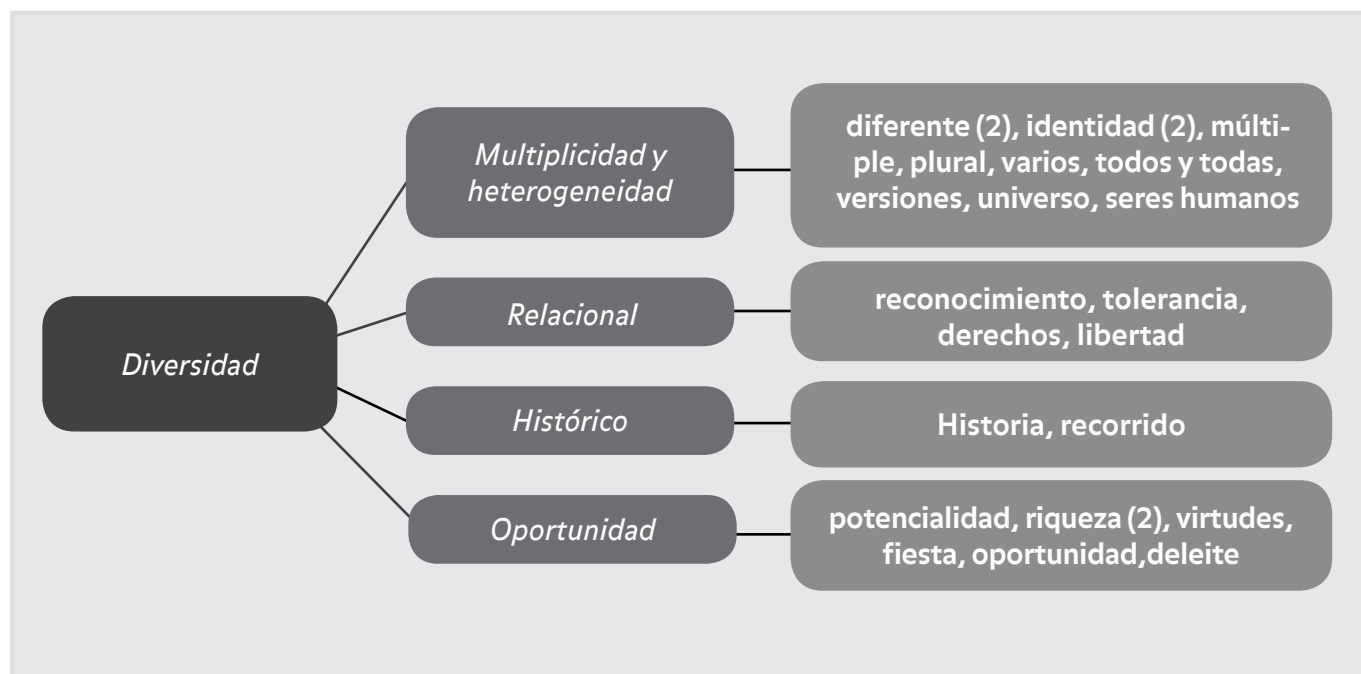 Diversidad
Multiplicidad y
heterogeneidad
diferente (2), identidad (2), múlti-
ple, plural, varios, todos y todas,
versiones, universo, seres humanos
Relacional
reconocimiento, tolerancia,
derechos, libertad
Histórico
Historia, recorrido
Oportunidad
potencialidad, riqueza (2), virtudes,
fiesta, oportunidad,deleite